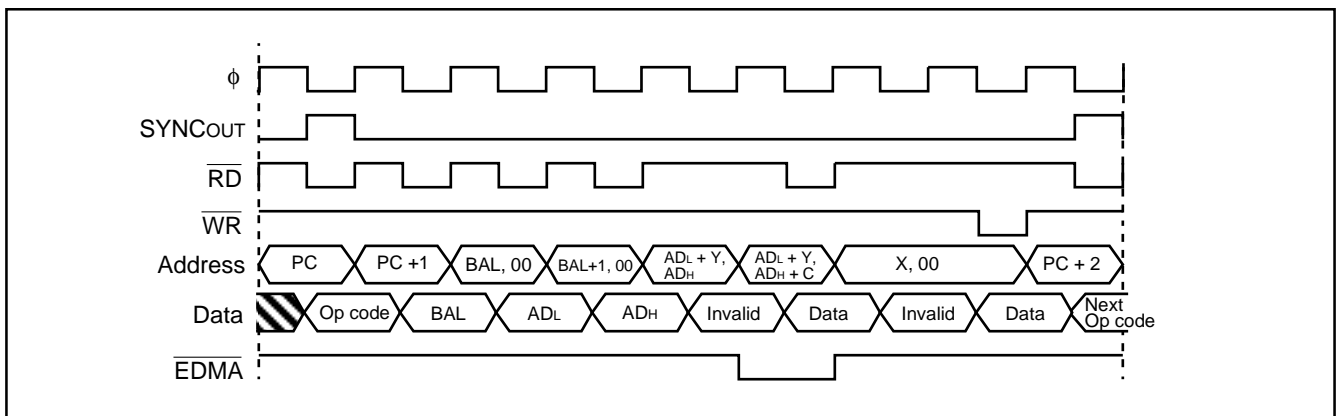 ϕ
SYNCOUT
RD
WR
Address PC PC +1 BAL, 00 BAL+1, 00 ADL + Y, ADH ADL + Y, ADH + C X, 00 PC + 2
Data Op code BAL ADL ADH Invalid Data Invalid Data Next Op code
EDMA